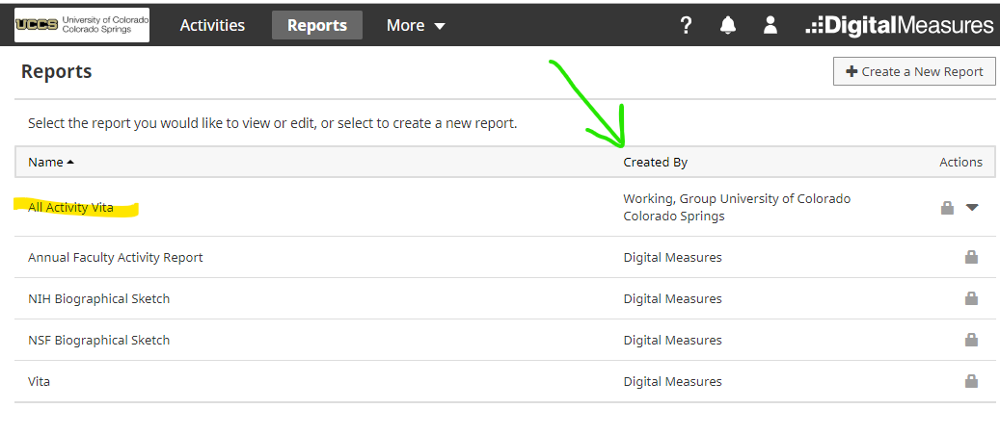 UCCS University of Colorado
Colorado Springs
Activities
Reports
More
?
DigitalMeasures
Reports
+ Create a New Report
Select the report you would like to view or edit, or select to create a new report.
Name
Created By
Actions
All Activity Vita
Working, Group University of Colorado
Colorado Springs
Annual Faculty Activity Report
Digital Measures
NIH Biographical Sketch
Digital Measures
NSF Biographical Sketch
Digital Measures
Vita
Digital Measures